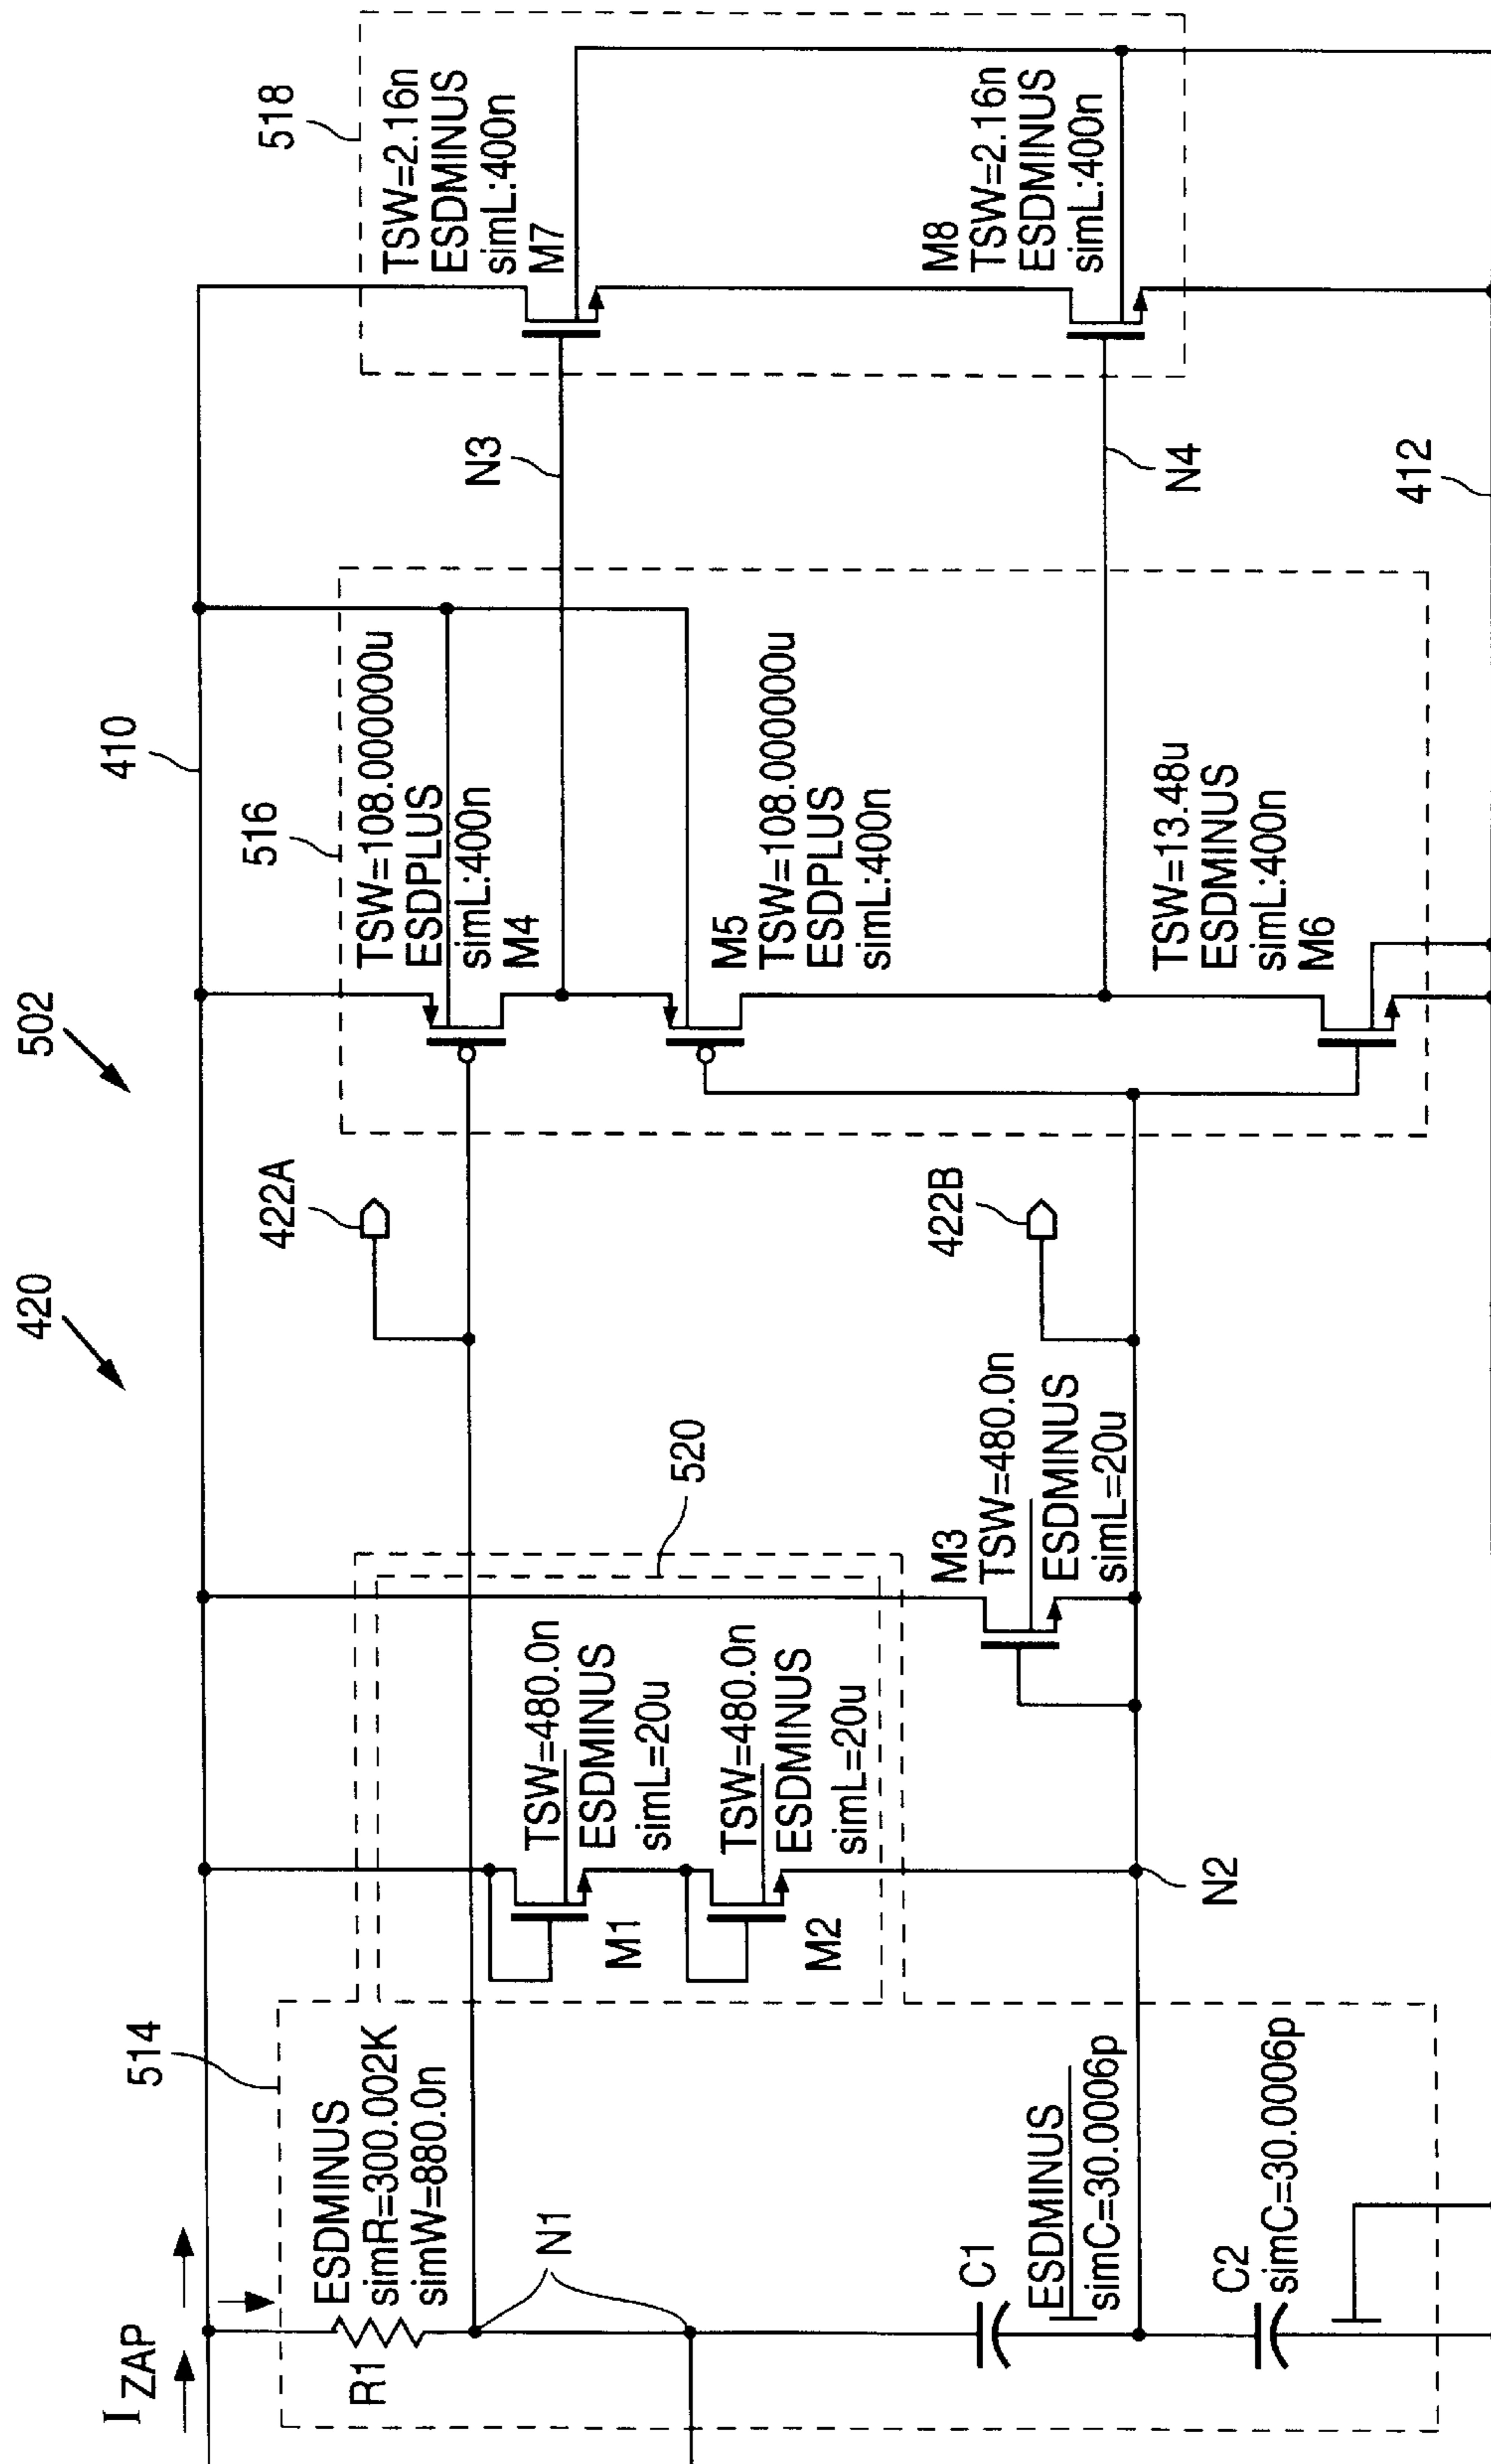 420
502
I ZAP
410
412
514
ESDMINUS
simR=300.002K
simW=880.0n
R1
N1
C1
ESDMINUS
simC=30.0006p
C2
simC=30.0006p
520
TSW=480.0n
ESDMINUS
simL=20u
M1
TSW=480.0n
ESDMINUS
simL=20u
M2
N2
M3
TSW=480.0n
ESDMINUS
simL=20u
422A
422B
516
TSW=108.000000u
ESDPLUS
simL:400n
M4
M5
TSW=108.000000u
ESDPLUS
simL:400n
TSW=13.48u
ESDMINUS
simL:400n
M6
N3
N4
518
TSW=2.16n
ESDMINUS
simL:400n
M7
M8
TSW=2.16n
ESDMINUS
simL:400n